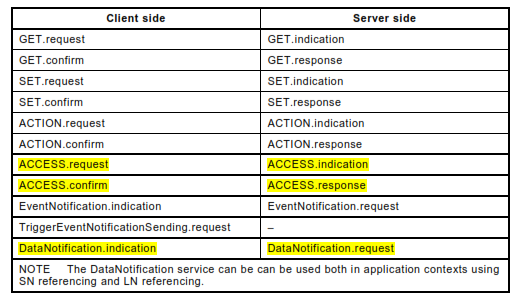 Client side Server side
GET.request GET.indication
GET.confirm GET.response
SET.request SET.indication
SET.confirm SET.response
ACTION.request ACTION.indication
ACTION.confirm ACTION.response
ACCESS.request ACCESS.indication
ACCESS.confirm ACCESS.response
EventNotification.indication EventNotification.request
TriggerEventNotificationSending.request –
DataNotification.indication DataNotification.request
NOTE The DataNotification service can be can be used both in application contexts using
SN referencing and LN referencing.